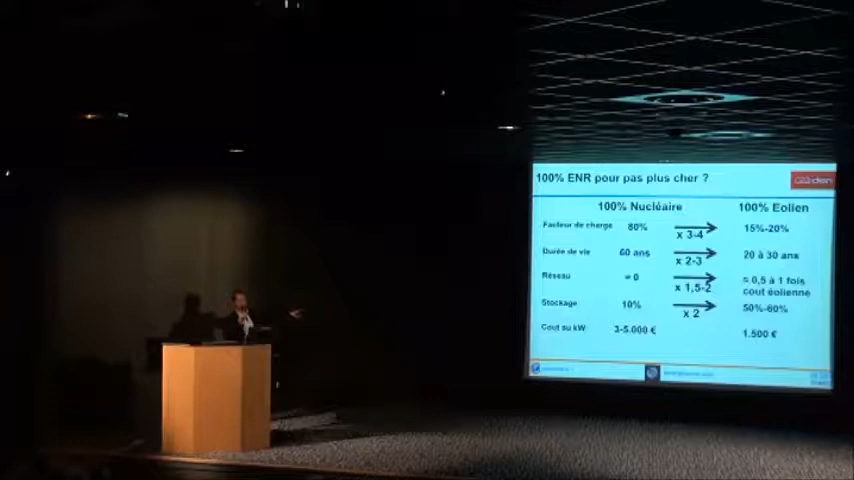 100% ENR pour pas plus cher ?
100% Nucléaire 100% Eolien
Facteur de charge 80% x 3-4 15%-20%
Durée de vie 60 ans x 2-3 20 à 30 ans
Réseau ≈ 0 x 1,5-2 ≈ 0,5 à 1 fois
cout éolienne
Stockage 10% x 2 50%-60%
Cout su kW 3-5.000 € 1.500 €